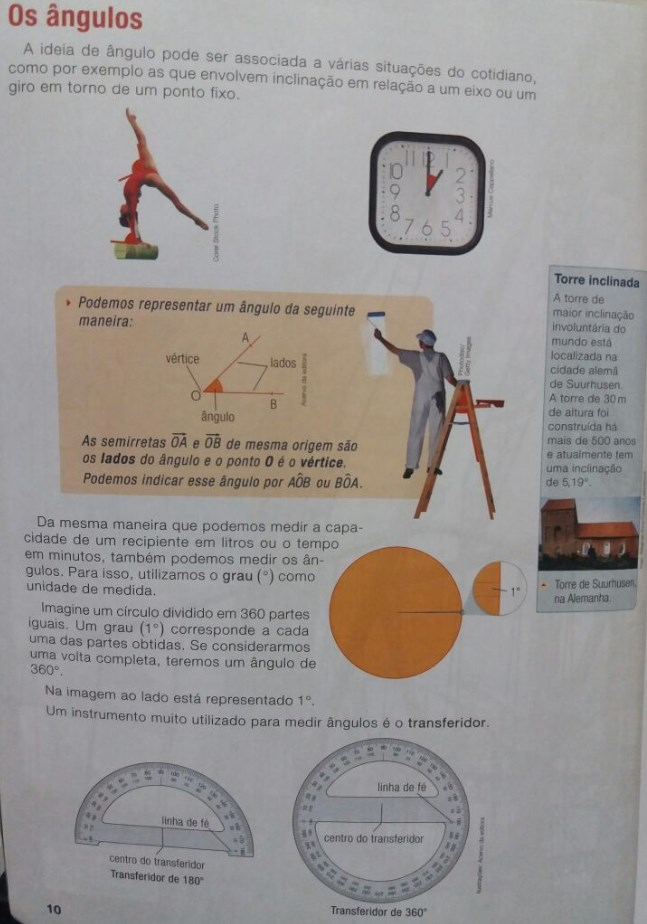 Os ângulos
A ideia de ângulo pode ser associada a várias situações do cotidiano,
como por exemplo as que envolvem inclinação em relação a um eixo ou um
giro em torno de um ponto fixo.
Corel Stock Photo
11 12 1
10 2
9 3
8 4
7 6 5
Marcus Cappellano
Podemos representar um ângulo da seguinte
maneira:
A
vértice
lados
O
B
ângulo
Acervo da editora
As semirretas OA e OB de mesma origem são
os lados do ângulo e o ponto O é o vértice.
Podemos indicar esse ângulo por AÔB ou BÔA.
Photodisc/
Getty Images
Torre inclinada
A torre de
maior inclinação
involuntária do
mundo está
localizada na
cidade alemã
de Suurhusen.
A torre de 30 m
de altura foi
construída há
mais de 500 anos
e atualmente tem
uma inclinação
de 5,19°.
Torre de Suurhusen,
na Alemanha.
Da mesma maneira que podemos medir a capa-
cidade de um recipiente em litros ou o tempo
em minutos, também podemos medir os ân-
gulos. Para isso, utilizamos o grau (°) como
unidade de medida.
Imagine um círculo dividido em 360 partes
iguais. Um grau (1°) corresponde a cada
uma das partes obtidas. Se considerarmos
uma volta completa, teremos um ângulo de
360°.
1°
Na imagem ao lado está representado 1°.
Um instrumento muito utilizado para medir ângulos é o transferidor.
linha de fé
centro do transferidor
Transferidor de 180°
linha de fé
centro do transferidor
Transferidor de 360°
Ilustrações: Acervo da editora
10